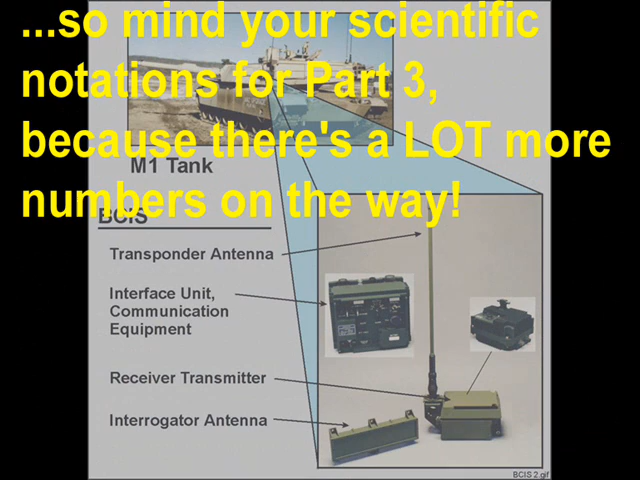 ...so mind your scientific
notations for Part 3,
because there's a LOT more
M1 Tank
numbers on the way!
BCIS
Transponder Antenna
Interface Unit,
Communication
Equipment
Receiver Transmitter
Interrogator Antenna
BCIS 2.gif